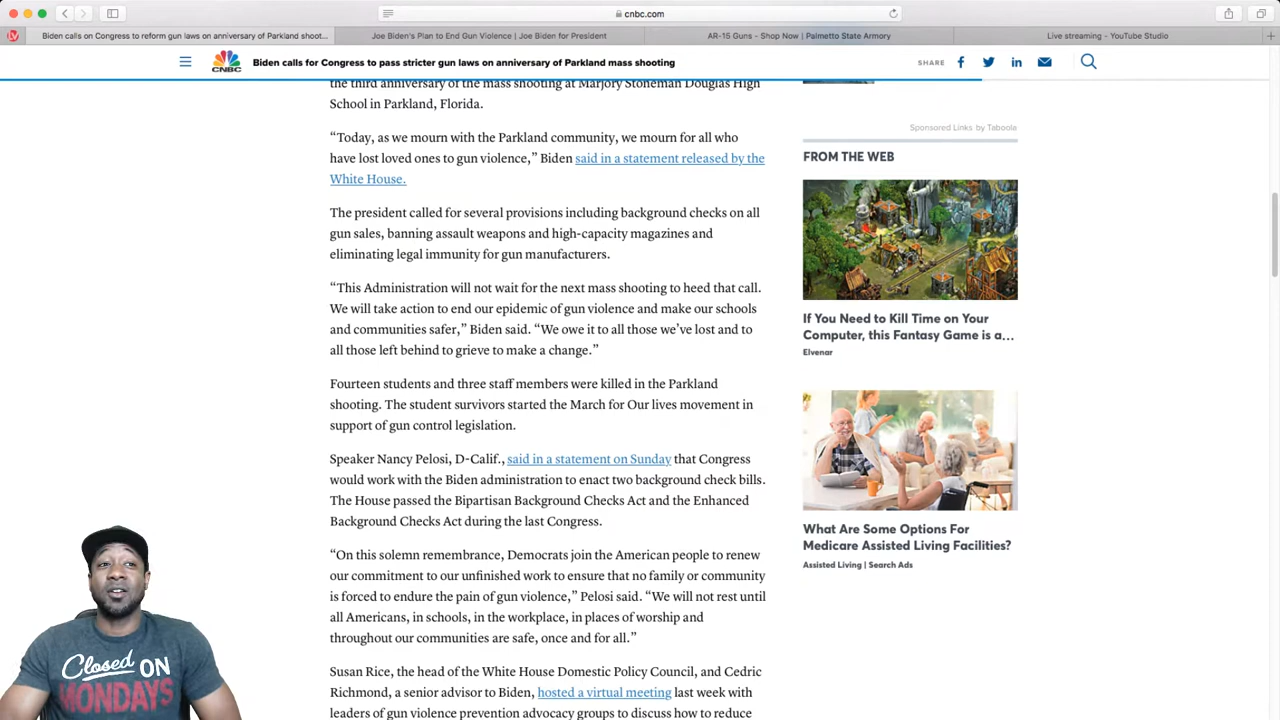 cnbc.com
Biden calls on Congress to reform gun laws on anniversary of Parkland shoot...
Joe Biden's Plan to End Gun Violence | Joe Biden for President
AR-15 Guns - Shop Now | Palmetto State Armory
Live streaming - YouTube Studio
CNBC
Biden calls for Congress to pass stricter gun laws on anniversary of Parkland mass shooting
SHARE
the third anniversary of the mass shooting at Marjory Stoneman Douglas High
School in Parkland, Florida.
“Today, as we mourn with the Parkland community, we mourn for all who
have lost loved ones to gun violence,” Biden said in a statement released by the
White House.
The president called for several provisions including background checks on all
gun sales, banning assault weapons and high-capacity magazines and
eliminating legal immunity for gun manufacturers.
“This Administration will not wait for the next mass shooting to heed that call.
We will take action to end our epidemic of gun violence and make our schools
and communities safer,” Biden said. “We owe it to all those we’ve lost and to
all those left behind to grieve to make a change.”
Fourteen students and three staff members were killed in the Parkland
shooting. The student survivors started the March for Our lives movement in
support of gun control legislation.
Speaker Nancy Pelosi, D-Calif., said in a statement on Sunday that Congress
would work with the Biden administration to enact two background check bills.
The House passed the Bipartisan Background Checks Act and the Enhanced
Background Checks Act during the last Congress.
“On this solemn remembrance, Democrats join the American people to renew
our commitment to our unfinished work to ensure that no family or community
is forced to endure the pain of gun violence,” Pelosi said. “We will not rest until
all Americans, in schools, in the workplace, in places of worship and
throughout our communities are safe, once and for all.”
Susan Rice, the head of the White House Domestic Policy Council, and Cedric
Richmond, a senior advisor to Biden, hosted a virtual meeting last week with
leaders of gun violence prevention advocacy groups to discuss how to reduce
Sponsored Links by Taboola
FROM THE WEB
If You Need to Kill Time on Your
Computer, this Fantasy Game is a...
Elvenar
What Are Some Options For
Medicare Assisted Living Facilities?
Assisted Living | Search Ads
Closed ON
MONDAYS